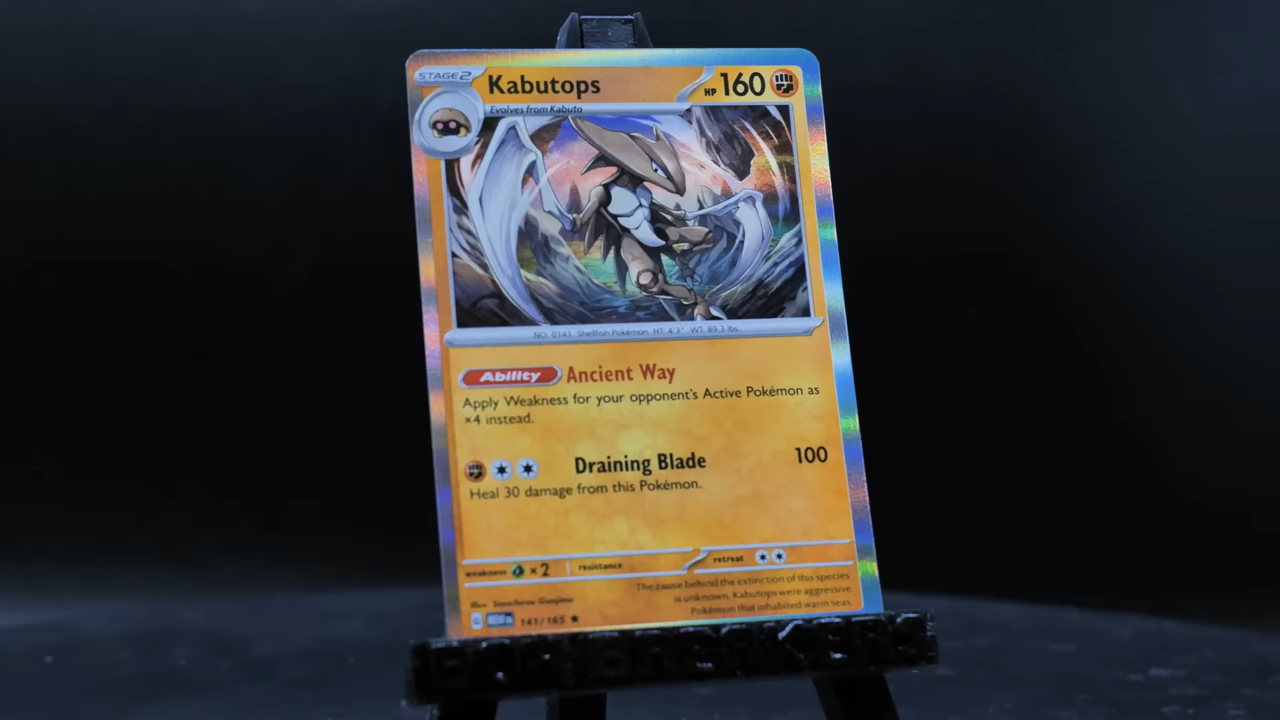 STAGE2
Kabutops
HP 160
Evolves from Kabuto
NO. 0141 Shellfish Pokémon HT: 4'3" WT: 89.3 lbs.
Ability Ancient Way
Apply Weakness for your opponent's Active Pokémon as
×4 instead.
Draining Blade 100
Heal 30 damage from this Pokémon.
weakness ×2 resistance retreat
The cause behind the extinction of this species
is unknown. Kabutops were aggressive
Pokémon that inhabited warm seas.
Illus.
141/165